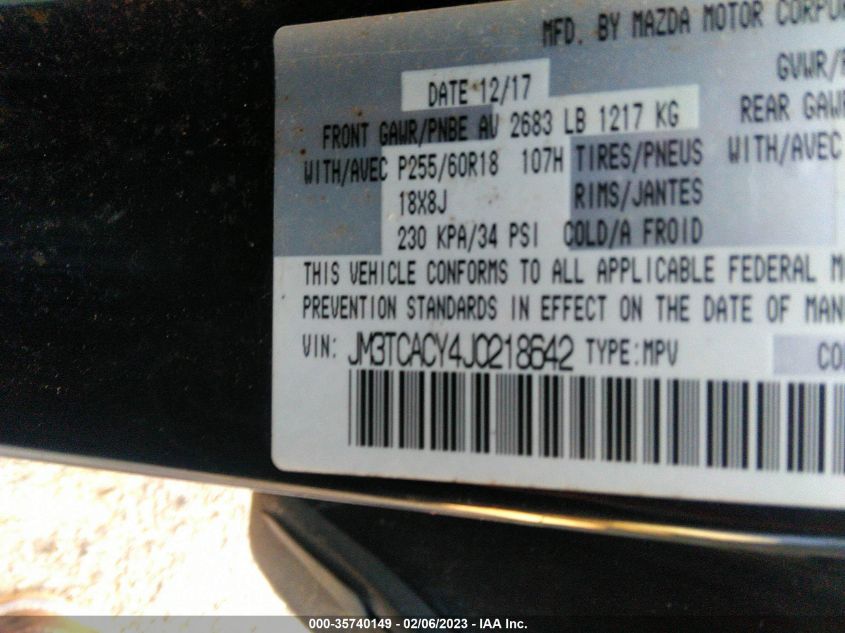 MFD. BY MAZDA MOTOR CORPOR
DATE 12/17
GVWR/P
FRONT GAWR/PNBE AV 2683 LB 1217 KG
REAR GAWR
WITH/AVEC P255/60R18 107H TIRES/PNEUS WITH/AVEC
18X8J RIMS/JANTES
230 KPA/34 PSI COLD/A FROID
THIS VEHICLE CONFORMS TO ALL APPLICABLE FEDERAL M
PREVENTION STANDARDS IN EFFECT ON THE DATE OF MAN
VIN: JM3TCACY4J0218642 TYPE:MPV CO
000-35740149 - 02/06/2023 - IAA Inc.